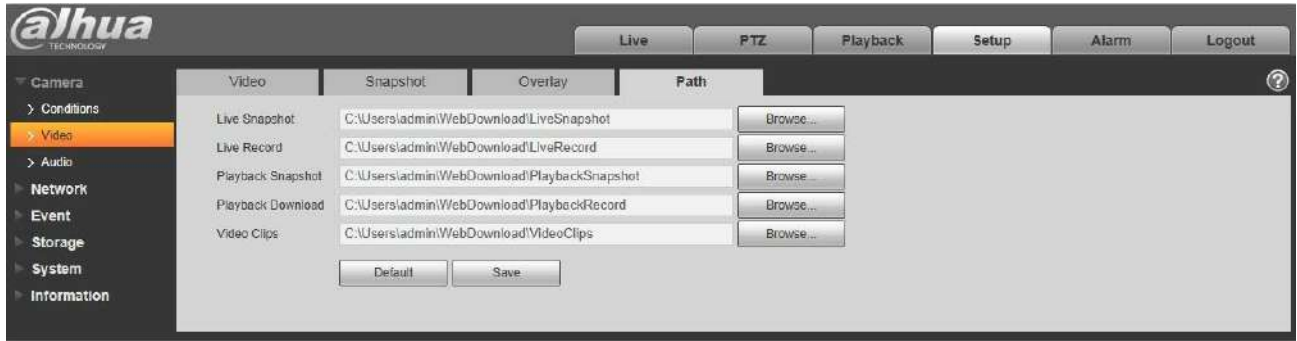 alhua
TECHNOLOGY
Live PTZ Playback Setup Alarm Logout
Camera
Conditions
Video
Audio
Network
Event
Storage
System
Information
Video Snapshot Overlay Path
?
Live Snapshot C:\Users\admin\WebDownload\LiveSnapshot Browse...
Live Record C:\Users\admin\WebDownload\LiveRecord Browse...
Playback Snapshot C:\Users\admin\WebDownload\PlaybackSnapshot Browse...
Playback Download C:\Users\admin\WebDownload\PlaybackRecord Browse...
Video Clips C:\Users\admin\WebDownload\VideoClips Browse...
Default Save